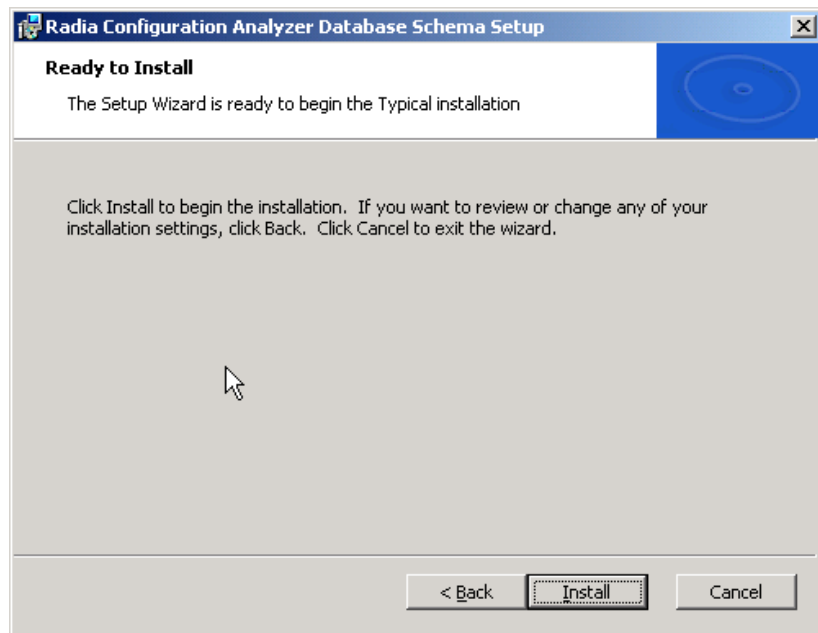 Radia Configuration Analyzer Database Schema Setup
Ready to Install
The Setup Wizard is ready to begin the Typical installation
Click Install to begin the installation.  If you want to review or change any of your
installation settings, click Back.  Click Cancel to exit the wizard.
< Back Install Cancel